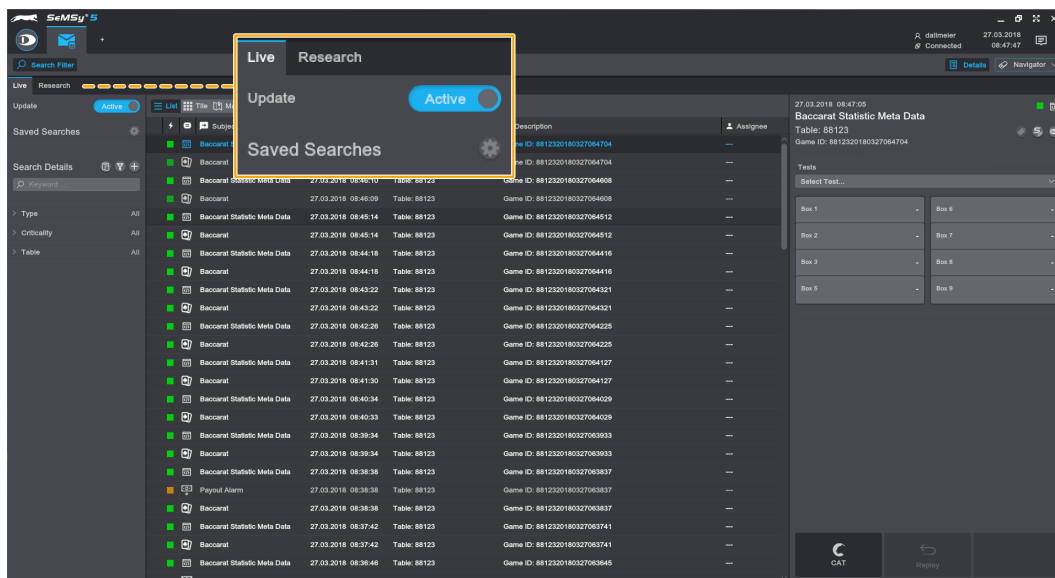 SeMSy®5
dallmeier 27.03.2018
Connected 08:47:47
Search Filter
Details Navigator
Live Research
Update Active
Saved Searches
Search Details
Keyword ...
Type All
Criticality All
Table All
Live Research
Update Active
Saved Searches
List Tile
Description Assignee
Game ID: 8812320180327064704 ---
Baccarat Game ID: 8812320180327064704 ---
Baccarat Statistic Meta Data 27.03.2018 08:46:10 Table: 88123 Game ID: 8812320180327064608 ---
Baccarat 27.03.2018 08:46:09 Table: 88123 Game ID: 8812320180327064608 ---
Baccarat Statistic Meta Data 27.03.2018 08:45:14 Table: 88123 Game ID: 8812320180327064512 ---
Baccarat 27.03.2018 08:45:14 Table: 88123 Game ID: 8812320180327064512 ---
Baccarat Statistic Meta Data 27.03.2018 08:44:18 Table: 88123 Game ID: 8812320180327064416 ---
Baccarat 27.03.2018 08:44:18 Table: 88123 Game ID: 8812320180327064416 ---
Baccarat Statistic Meta Data 27.03.2018 08:43:22 Table: 88123 Game ID: 8812320180327064321 ---
Baccarat 27.03.2018 08:43:22 Table: 88123 Game ID: 8812320180327064321 ---
Baccarat Statistic Meta Data 27.03.2018 08:42:26 Table: 88123 Game ID: 8812320180327064225 ---
Baccarat 27.03.2018 08:42:26 Table: 88123 Game ID: 8812320180327064225 ---
Baccarat Statistic Meta Data 27.03.2018 08:41:31 Table: 88123 Game ID: 8812320180327064127 ---
Baccarat 27.03.2018 08:41:30 Table: 88123 Game ID: 8812320180327064127 ---
Baccarat Statistic Meta Data 27.03.2018 08:40:34 Table: 88123 Game ID: 8812320180327064029 ---
Baccarat 27.03.2018 08:40:33 Table: 88123 Game ID: 8812320180327064029 ---
Baccarat Statistic Meta Data 27.03.2018 08:39:34 Table: 88123 Game ID: 8812320180327063933 ---
Baccarat 27.03.2018 08:39:34 Table: 88123 Game ID: 8812320180327063933 ---
Baccarat Statistic Meta Data 27.03.2018 08:38:38 Table: 88123 Game ID: 8812320180327063837 ---
Payout Alarm 27.03.2018 08:38:38 Table: 88123 Game ID: 8812320180327063837 ---
Baccarat 27.03.2018 08:38:38 Table: 88123 Game ID: 8812320180327063837 ---
Baccarat Statistic Meta Data 27.03.2018 08:37:42 Table: 88123 Game ID: 8812320180327063741 ---
Baccarat 27.03.2018 08:37:42 Table: 88123 Game ID: 8812320180327063741 ---
Baccarat Statistic Meta Data 27.03.2018 08:36:46 Table: 88123 Game ID: 8812320180327063645 ---
27.03.2018 08:47:05
Baccarat Statistic Meta Data
Table: 88123
Game ID: 8812320180327064704
Tests
Select Test...
Box 1 - Box 6 -
Box 2 - Box 7 -
Box 3 - Box 8 -
Box 5 - Box 9 -
CAT Replay